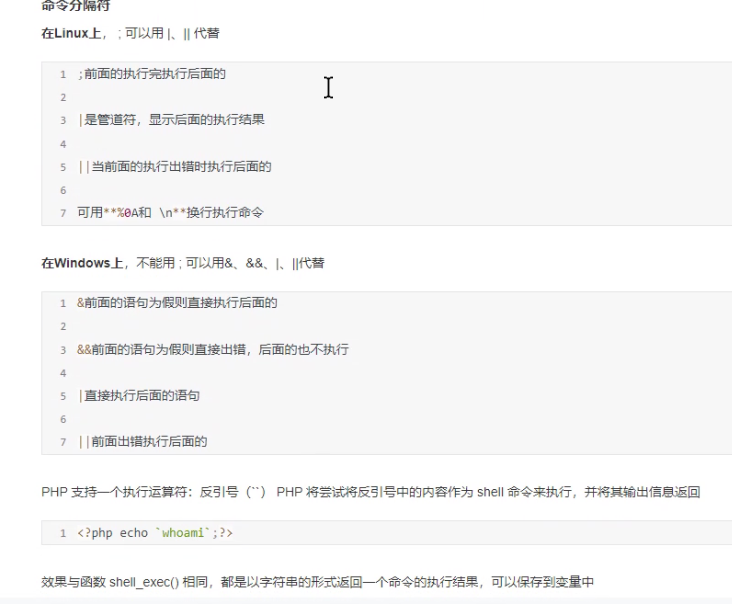 命令分隔符
在Linux上， ; 可以用 |、|| 代替
1 ;前面的执行完执行后面的
2
3 |是管道符，显示后面的执行结果
4
5 ||当前面的执行出错时执行后面的
6
7 可用**%0A和 \n**换行执行命令
在Windows上，不能用 ; 可以用&、&&、|、||代替
1 &前面的语句为假则直接执行后面的
2
3 &&前面的语句为假则直接出错，后面的也不执行
4
5 |直接执行后面的语句
6
7 ||前面出错执行后面的
PHP 支持一个执行运算符：反引号（``） PHP 将尝试将反引号中的内容作为 shell 命令来执行，并将其输出信息返回
1 <?php echo `whoami`;?>
效果与函数 shell_exec() 相同，都是以字符串的形式返回一个命令的执行结果，可以保存到变量中